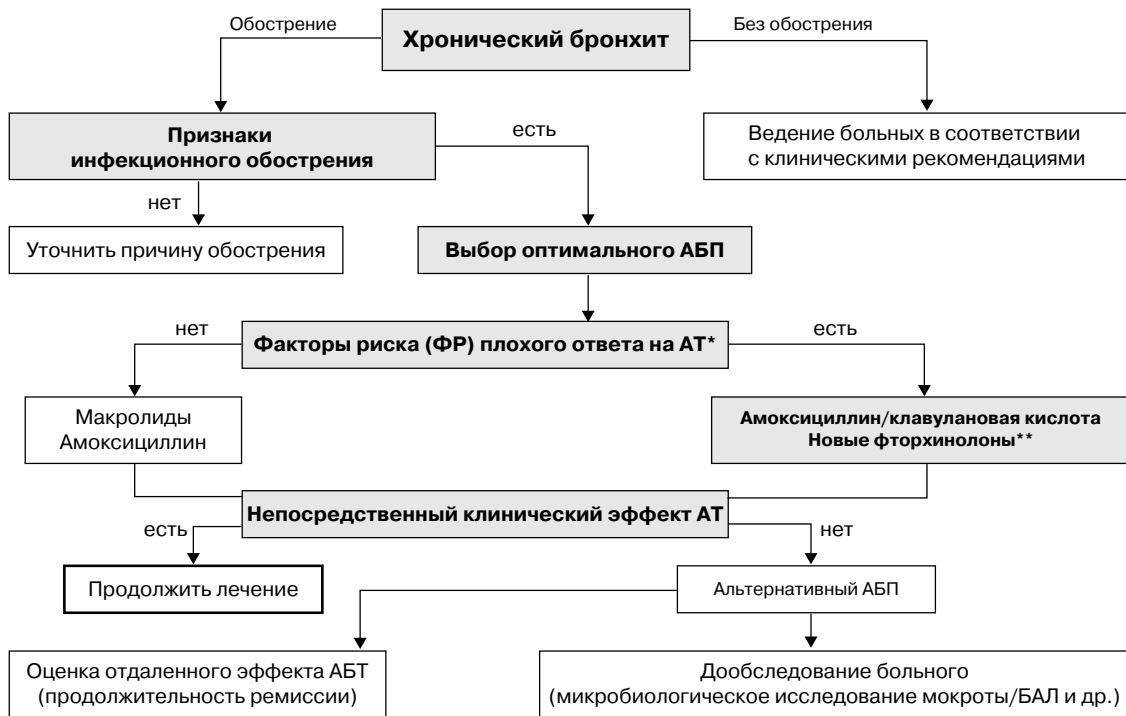 Обострение
Хронический бронхит
Без обострения
Признаки
инфекционного обострения
есть
Ведение больных в соответствии
с клиническими рекомендациями
нет
Уточнить причину обострения
Выбор оптимального АБП
нет
Факторы риска (ФР) плохого ответа на АТ*
есть
Макролиды
Амоксициллин
Амоксициллин/клавулановая кислота
Новые фторхинолоны**
Непосредственный клинический эффект АТ
есть
нет
Продолжить лечение
Альтернативный АБП
Оценка отдаленного эффекта АБТ
(продолжительность ремиссии)
Дообследование больного
(микробиологическое исследование мокроты/БАЛ и др.)